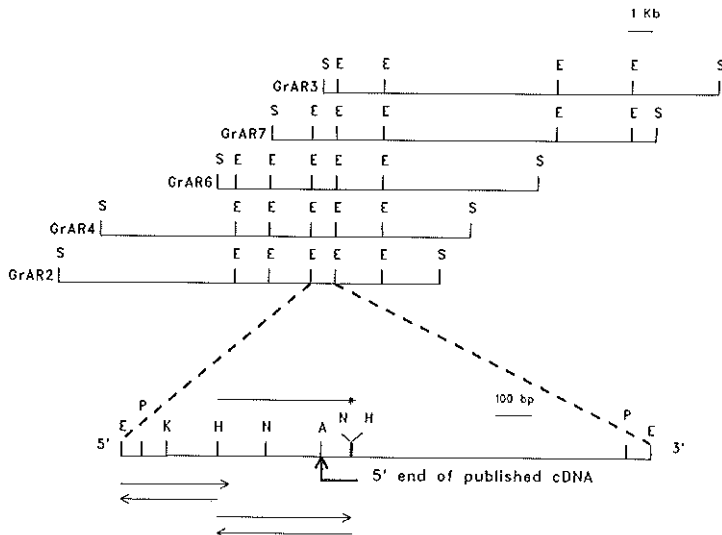 1 Kb
S E E E E S
GrAR3
S E E E E E S
GrAR7
S E E E E E S
GrAR6
S E E E E E S
GrAR4
S E E E E E S
GrAR2
100 bp
*
E P K H N A N H P E
5' 3'
5' end of published cDNA